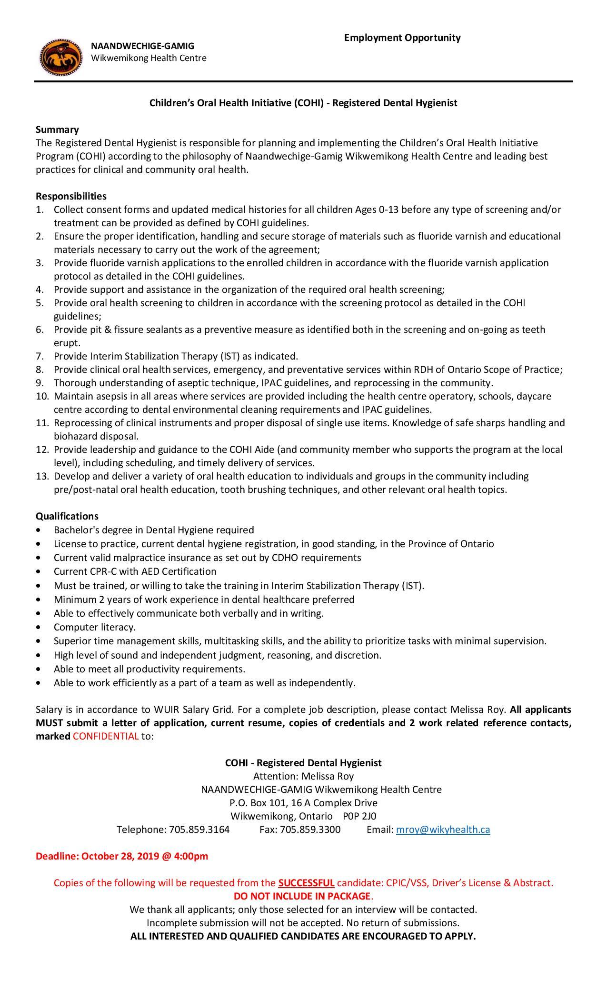 Employment Opportunity
NAANDWECHIGE-GAMIG
Wikwemikong Health Centre
Children's Oral Health Initiative (COHI) - Registered Dental Hygienist
Summary
The Registered Dental Hygienist is responsible for planning and implementing the Children's Oral Health Initiative
Program (COHI) according to the philosophy of Naandwechige-Gamig Wikwemikong Health Centre and leading best
practices for clinical and community oral health.
Responsibilities
1. Collect consent forms and updated medical histories for all children Ages 0-13 before any type of screening and/or
treatment can be provided as defined by COHI guidelines.
2. Ensure the proper identification, handling and secure storage of materials such as fluoride varnish and educational
materials necessary to carry out the work of the agreement;
3. Provide fluoride varnish applications to the enrolled children in accordance with the fluoride varnish application
protocol as detailed in the COHI guidelines.
4. Provide support and assistance in the organization of the required oral health screening;
5. Provide oral health screening to children in accordance with the screening protocol as detailed in the COHI
guidelines;
6. Provide pit & fissure sealants as a preventive measure as identified both in the screening and on-going as teeth
erupt.
7. Provide Interim Stabilization Therapy (IST) as indicated.
8. Provide clinical oral health services, emergency, and preventative services within RDH of Ontario Scope of Practice;
9. Thorough understanding of aseptic technique, IPAC guidelines, and reprocessing in the community.
10. Maintain asepsis in all areas where services are provided including the health centre operatory, schools, daycare
centre according to dental environmental cleaning requirements and IPAC guidelines.
11. Reprocessing of clinical instruments and proper disposal of single use items. Knowledge of safe sharps handling and
biohazard disposal.
12. Provide leadership and guidance to the COHI Aide (and community member who supports the program at the local
level), including scheduling, and timely delivery of services.
13. Develop and deliver a variety of oral health education to individuals and groups in the community including
pre/post-natal oral health education, tooth brushing techniques, and other relevant oral health topics.
Qualifications
• Bachelor's degree in Dental Hygiene required
• License to practice, current dental hygiene registration, in good standing, in the Province of Ontario
• Current valid malpractice insurance as set out by CDHO requirements
• Current CPR-C with AED Certification
• Must be trained, or willing to take the training in Interim Stabilization Therapy (IST).
• Minimum 2 years of work experience in dental healthcare preferred
• Able to effectively communicate both verbally and in writing.
• Computer literacy.
• Superior time management skills, multitasking skills, and the ability to prioritize tasks with minimal supervision.
• High level of sound and independent judgment, reasoning, and discretion.
• Able to meet all productivity requirements.
• Able to work efficiently as a part of a team as well as independently.
Salary is in accordance to WUIR Salary Grid. For a complete job description, please contact Melissa Roy. All applicants
MUST submit a letter of application, current resume, copies of credentials and 2 work related reference contacts,
marked CONFIDENTIAL to:
COHI - Registered Dental Hygienist
Attention: Melissa Roy
NAANDWECHIGE-GAMIG Wikwemikong Health Centre
P.O. Box 101, 16 A Complex Drive
Wikwemikong, Ontario P0P 2J0
Telephone: 705.859.3164 Fax: 705.859.3300 Email: mroy@wikyhealth.ca
Deadline: October 28, 2019 @ 4:00pm
Copies of the following will be requested from the SUCCESSFUL candidate: CPIC/VSS, Driver's License & Abstract.
DO NOT INCLUDE IN PACKAGE.
We thank all applicants; only those selected for an interview will be contacted.
Incomplete submission will not be accepted. No return of submissions.
ALL INTERESTED AND QUALIFIED CANDIDATES ARE ENCOURAGED TO APPLY.